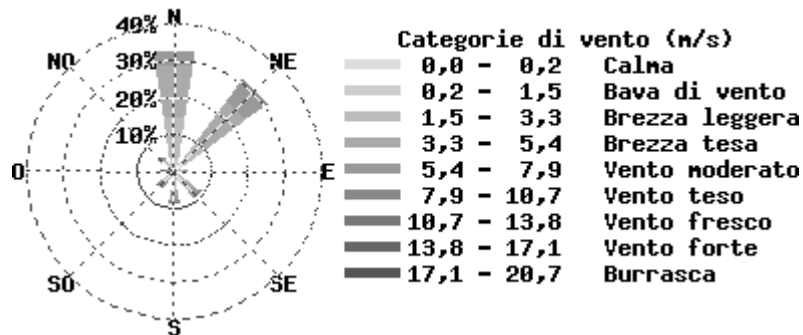 N
40%
NO
30%
NE
20%
10%
O
E
SO
SE
S
Categorie di vento (m/s)
0,0 - 0,2 Calma
0,2 - 1,5 Bava di vento
1,5 - 3,3 Brezza leggera
3,3 - 5,4 Brezza tesa
5,4 - 7,9 Vento moderato
7,9 - 10,7 Vento teso
10,7 - 13,8 Vento fresco
13,8 - 17,1 Vento forte
17,1 - 20,7 Burrasca